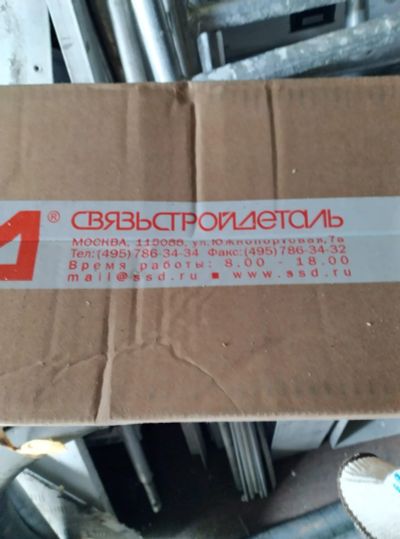 ® СВЯЗЬСТРОЙДЕТАЛЬ
МОСКВА, 115088, ул.Южнопортовая,7а
Тел:(495)786-34-34 Факс:(495)786-34-32
Время работы: 8.00 - 18.00
mail@ssd.ru ■ www.ssd.ru